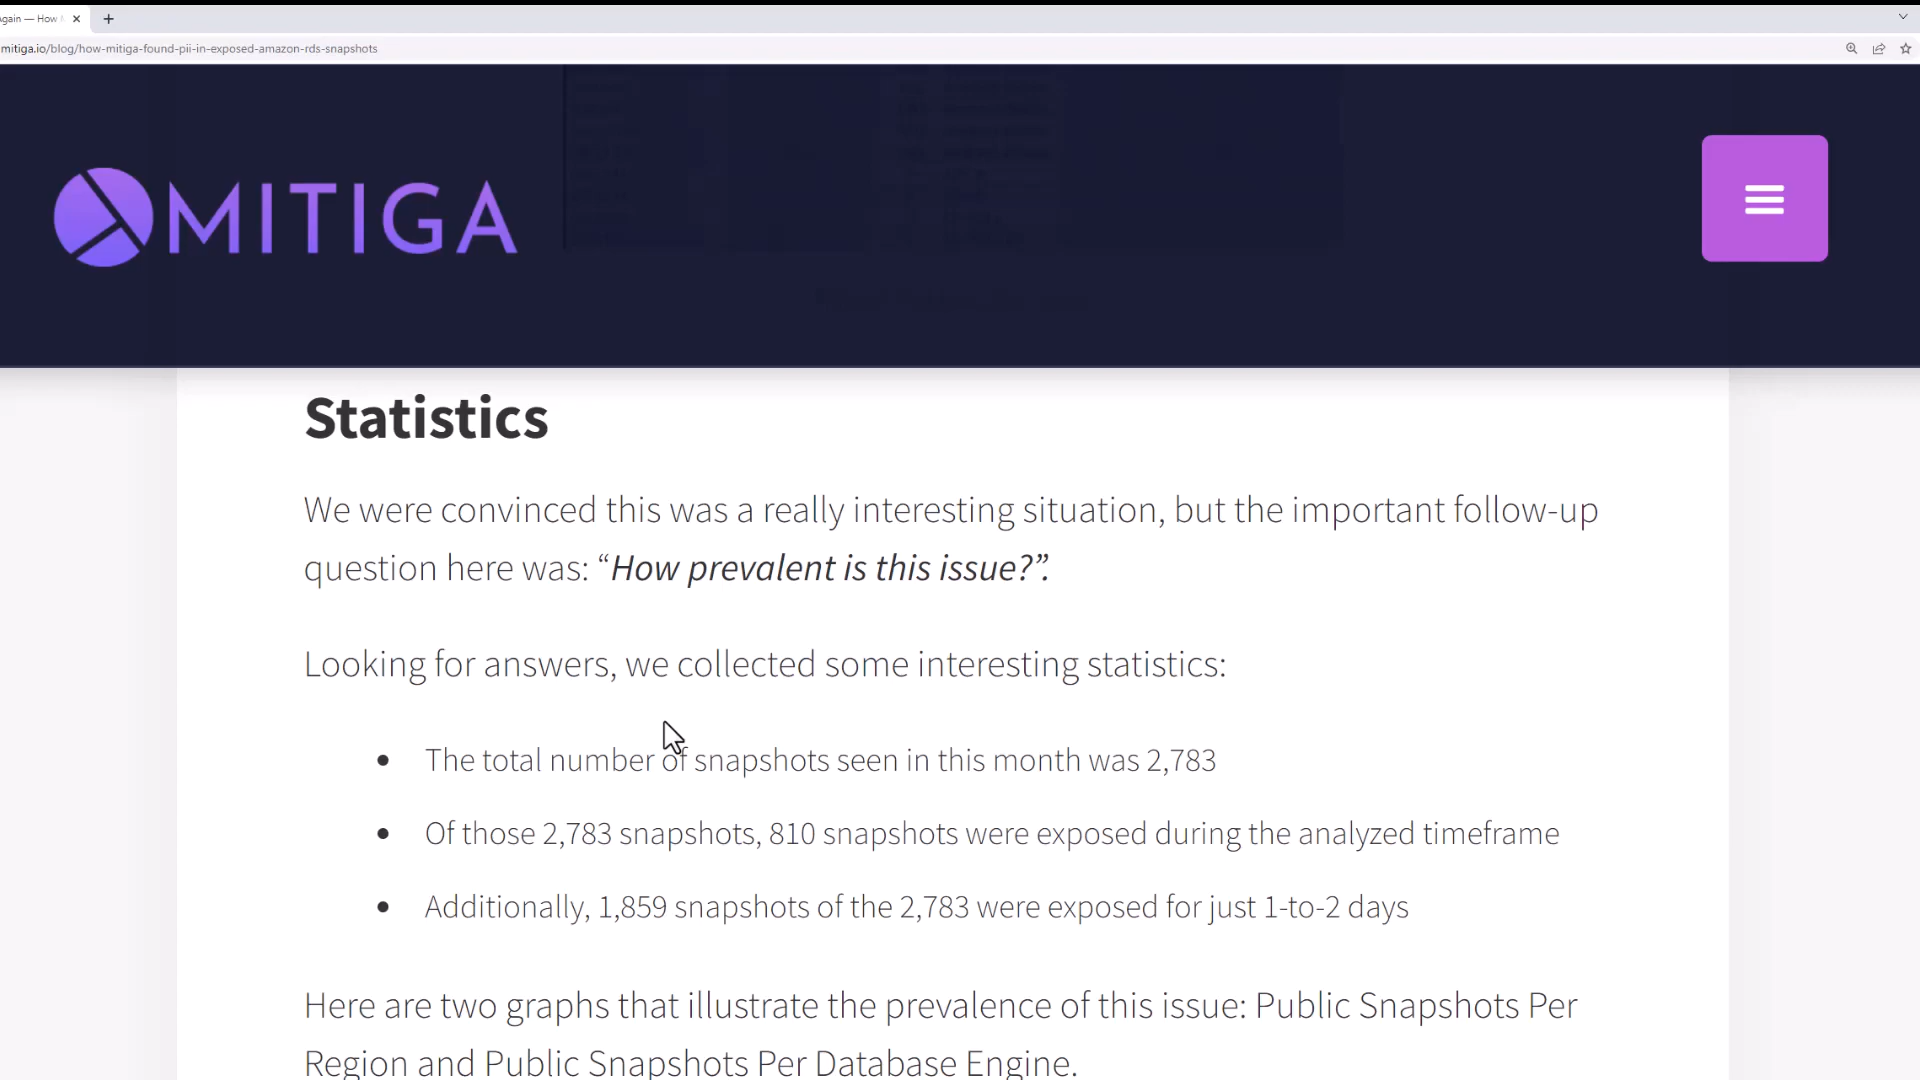 Again — How
mitiga.io/blog/how-mitiga-found-pii-in-exposed-amazon-rds-snapshots
MITIGA
Statistics
We were convinced this was a really interesting situation, but the important follow-up
question here was: “How prevalent is this issue?”.
Looking for answers, we collected some interesting statistics:
• The total number of snapshots seen in this month was 2,783
• Of those 2,783 snapshots, 810 snapshots were exposed during the analyzed timeframe
• Additionally, 1,859 snapshots of the 2,783 were exposed for just 1-to-2 days
Here are two graphs that illustrate the prevalence of this issue: Public Snapshots Per
Region and Public Snapshots Per Database Engine.